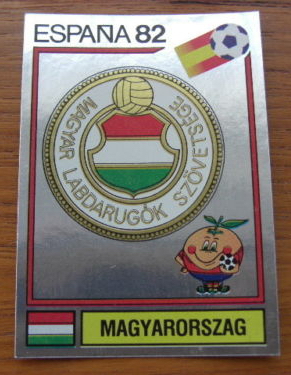 ESPAÑA 82
MAGYAR LABDARUGÓK SZÖVETSÉGE
MAGYARORSZAG